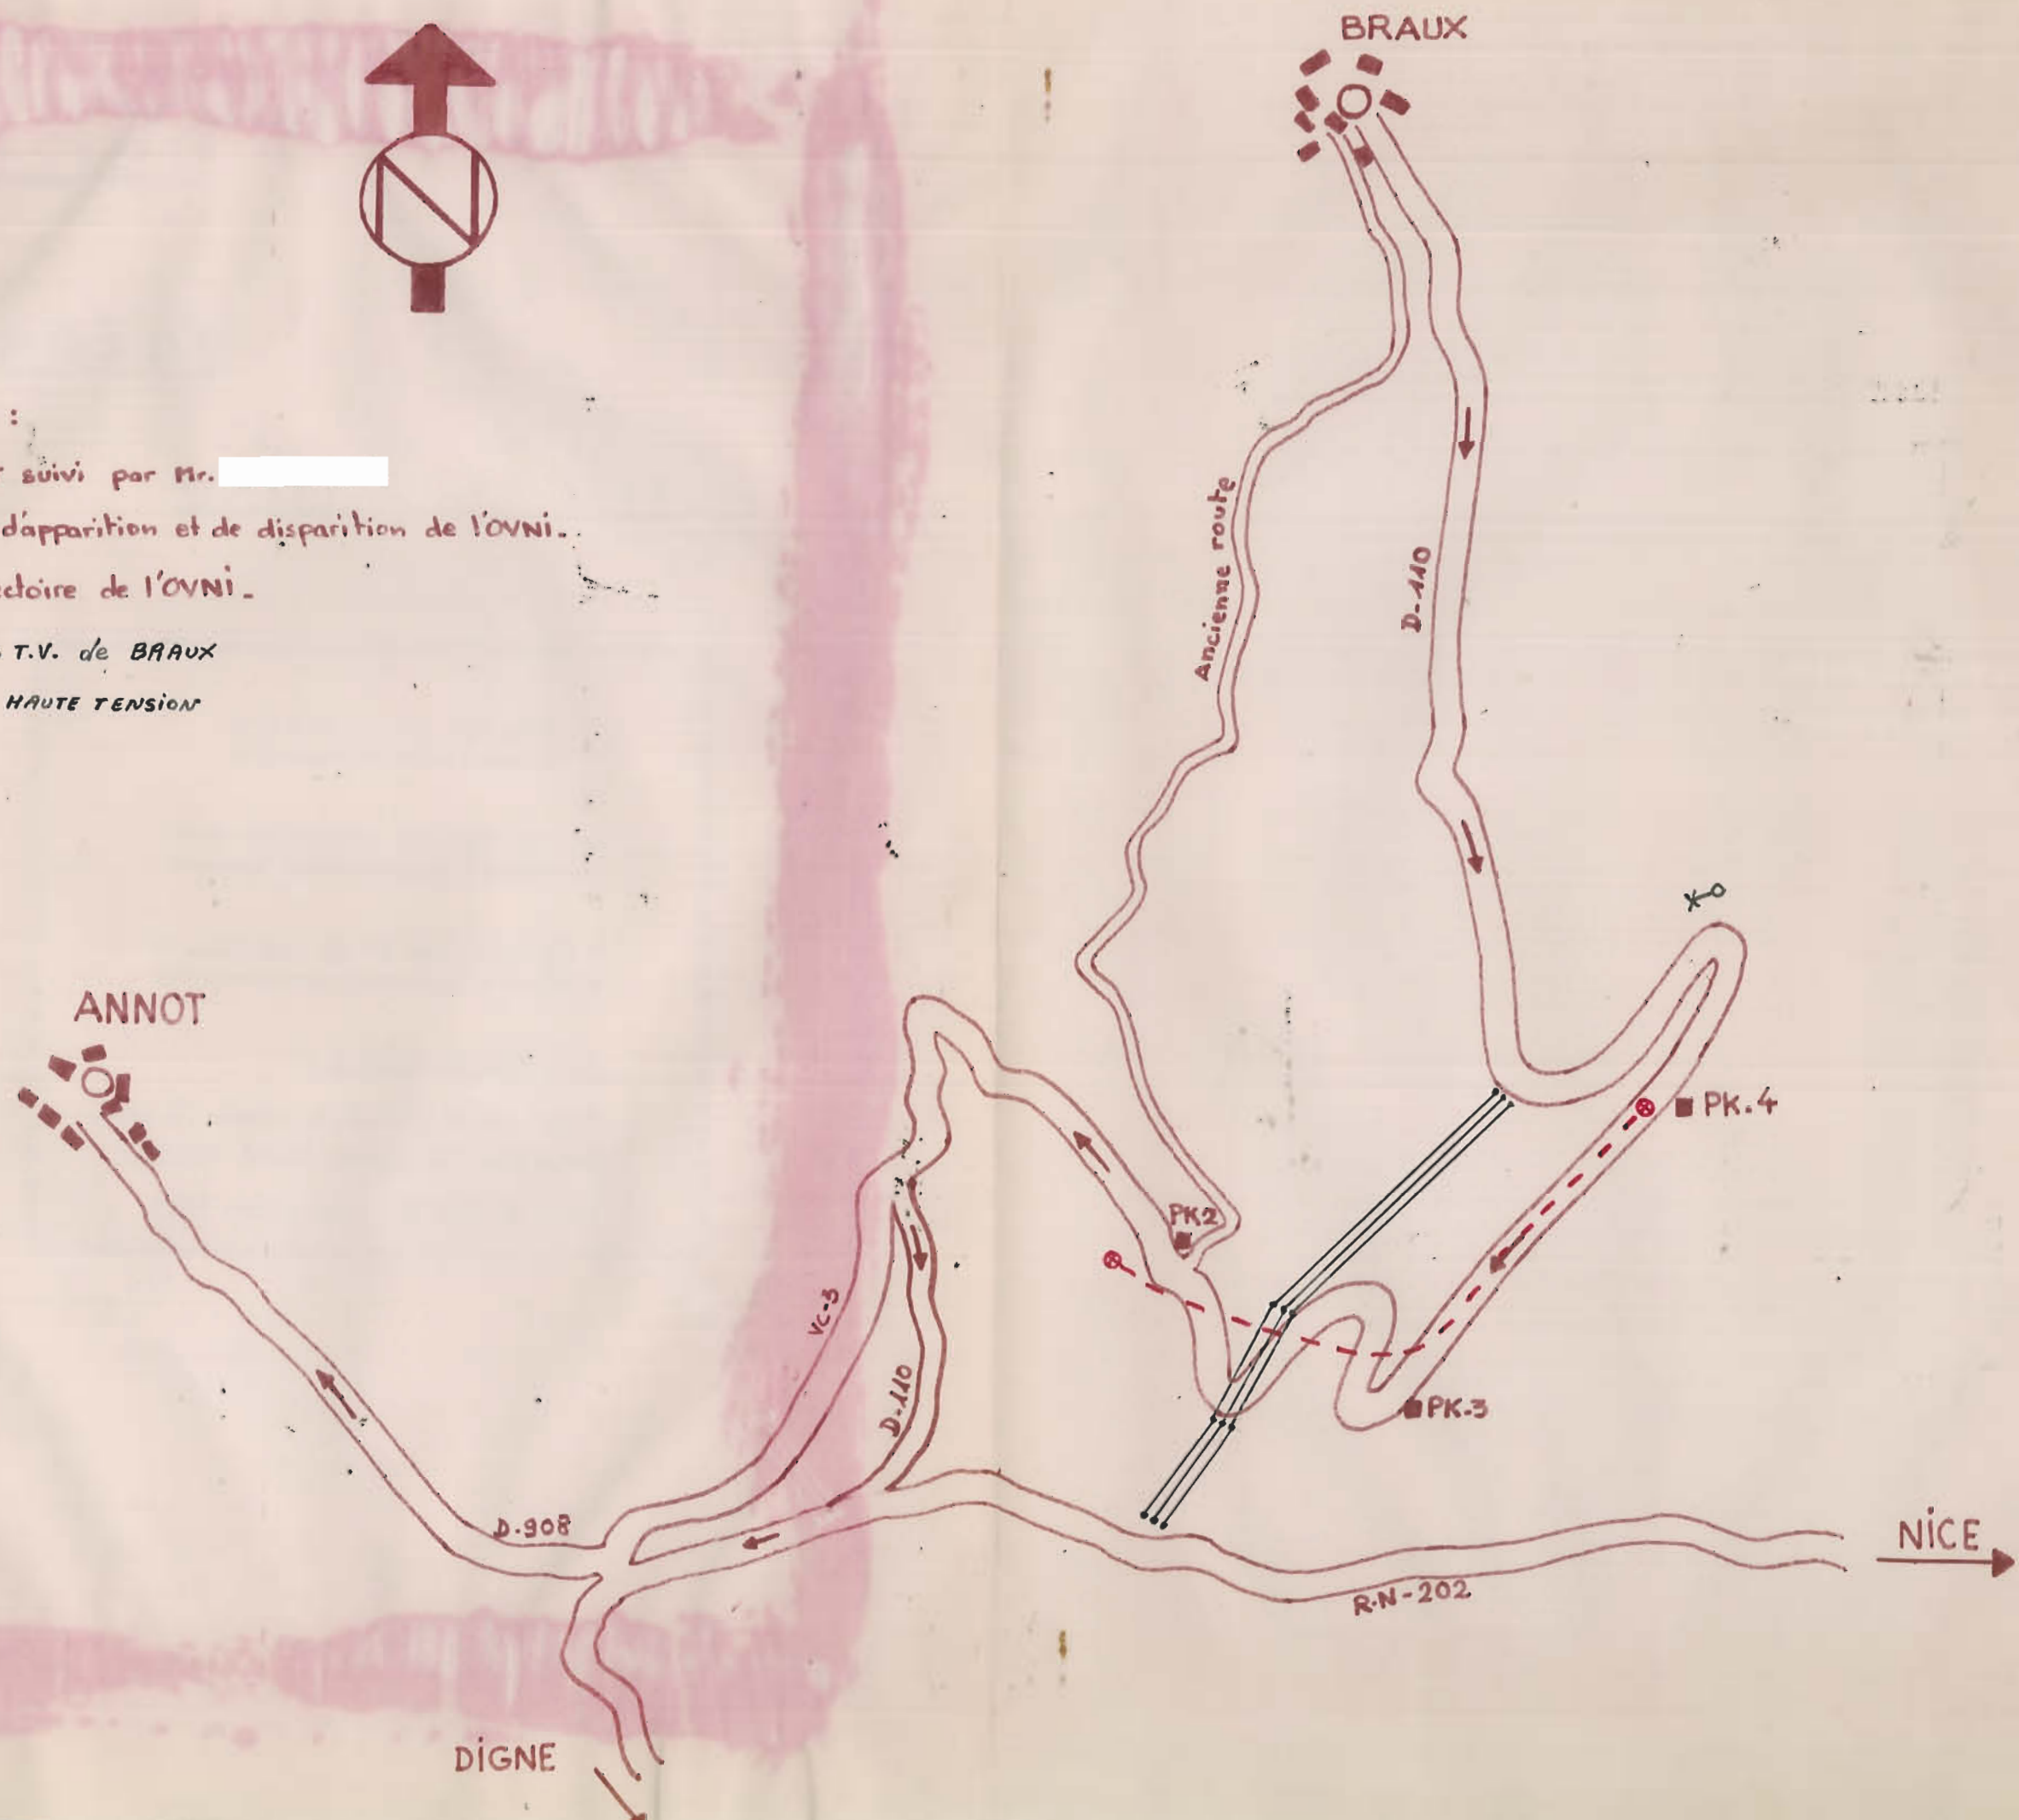 BRAUX
N
:
suivi par Mr.
d'apparition et de disparition de l'OVNi.
ctoire de l'OVNi.
T.V. de BRAUX
HAUTE TENSiON
Ancienne route
D-110
ANNOT
PK.4
PK2
VC-3
D-110
PK-3
D-908
NiCE
R-N-202
DiGNE